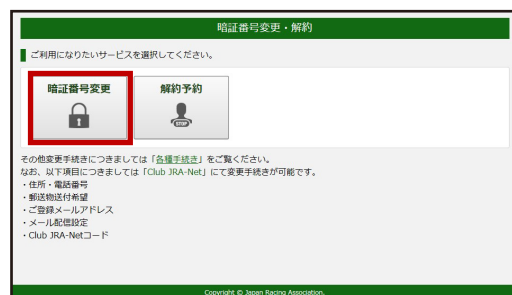 暗証番号変更・解約
ご利用になりたいサービスを選択してください。
暗証番号変更
解約予約
STOP
その他変更手続きにつきましては「各種手続き」をご覧ください。
なお、以下項目につきましては「Club JRA-Net」にて変更手続きが可能です。
・住所・電話番号
・郵送物送付希望
・ご登録メールアドレス
・メール配信設定
・Club JRA-Netコード
Copyright © Japan Racing Association.